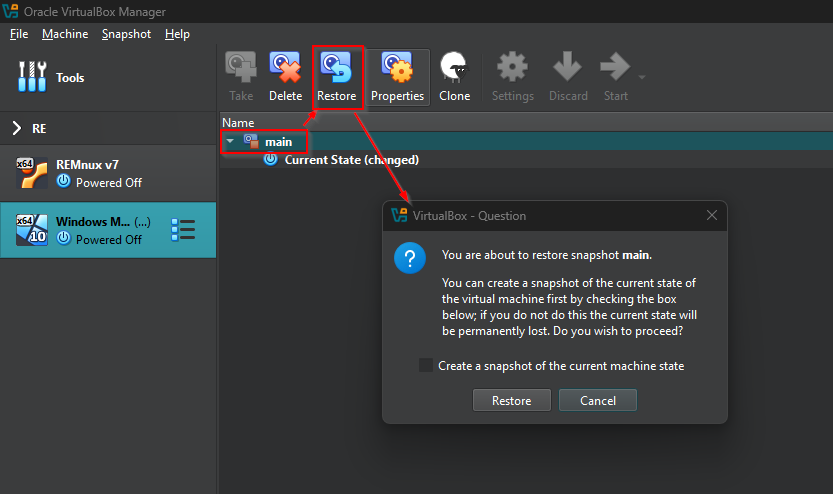 Oracle VirtualBox Manager
File Machine Snapshot Help
Tools
Take Delete Restore Properties Clone Settings Discard Start
RE
Name
main
Current State (changed)
x64
REMnux v7
Powered Off
x64
10
Windows M... (...)
Powered Off
VirtualBox - Question
You are about to restore snapshot main.
You can create a snapshot of the current state of
the virtual machine first by checking the box
below; if you do not do this the current state will
be permanently lost. Do you wish to proceed?
Create a snapshot of the current machine state
Restore Cancel